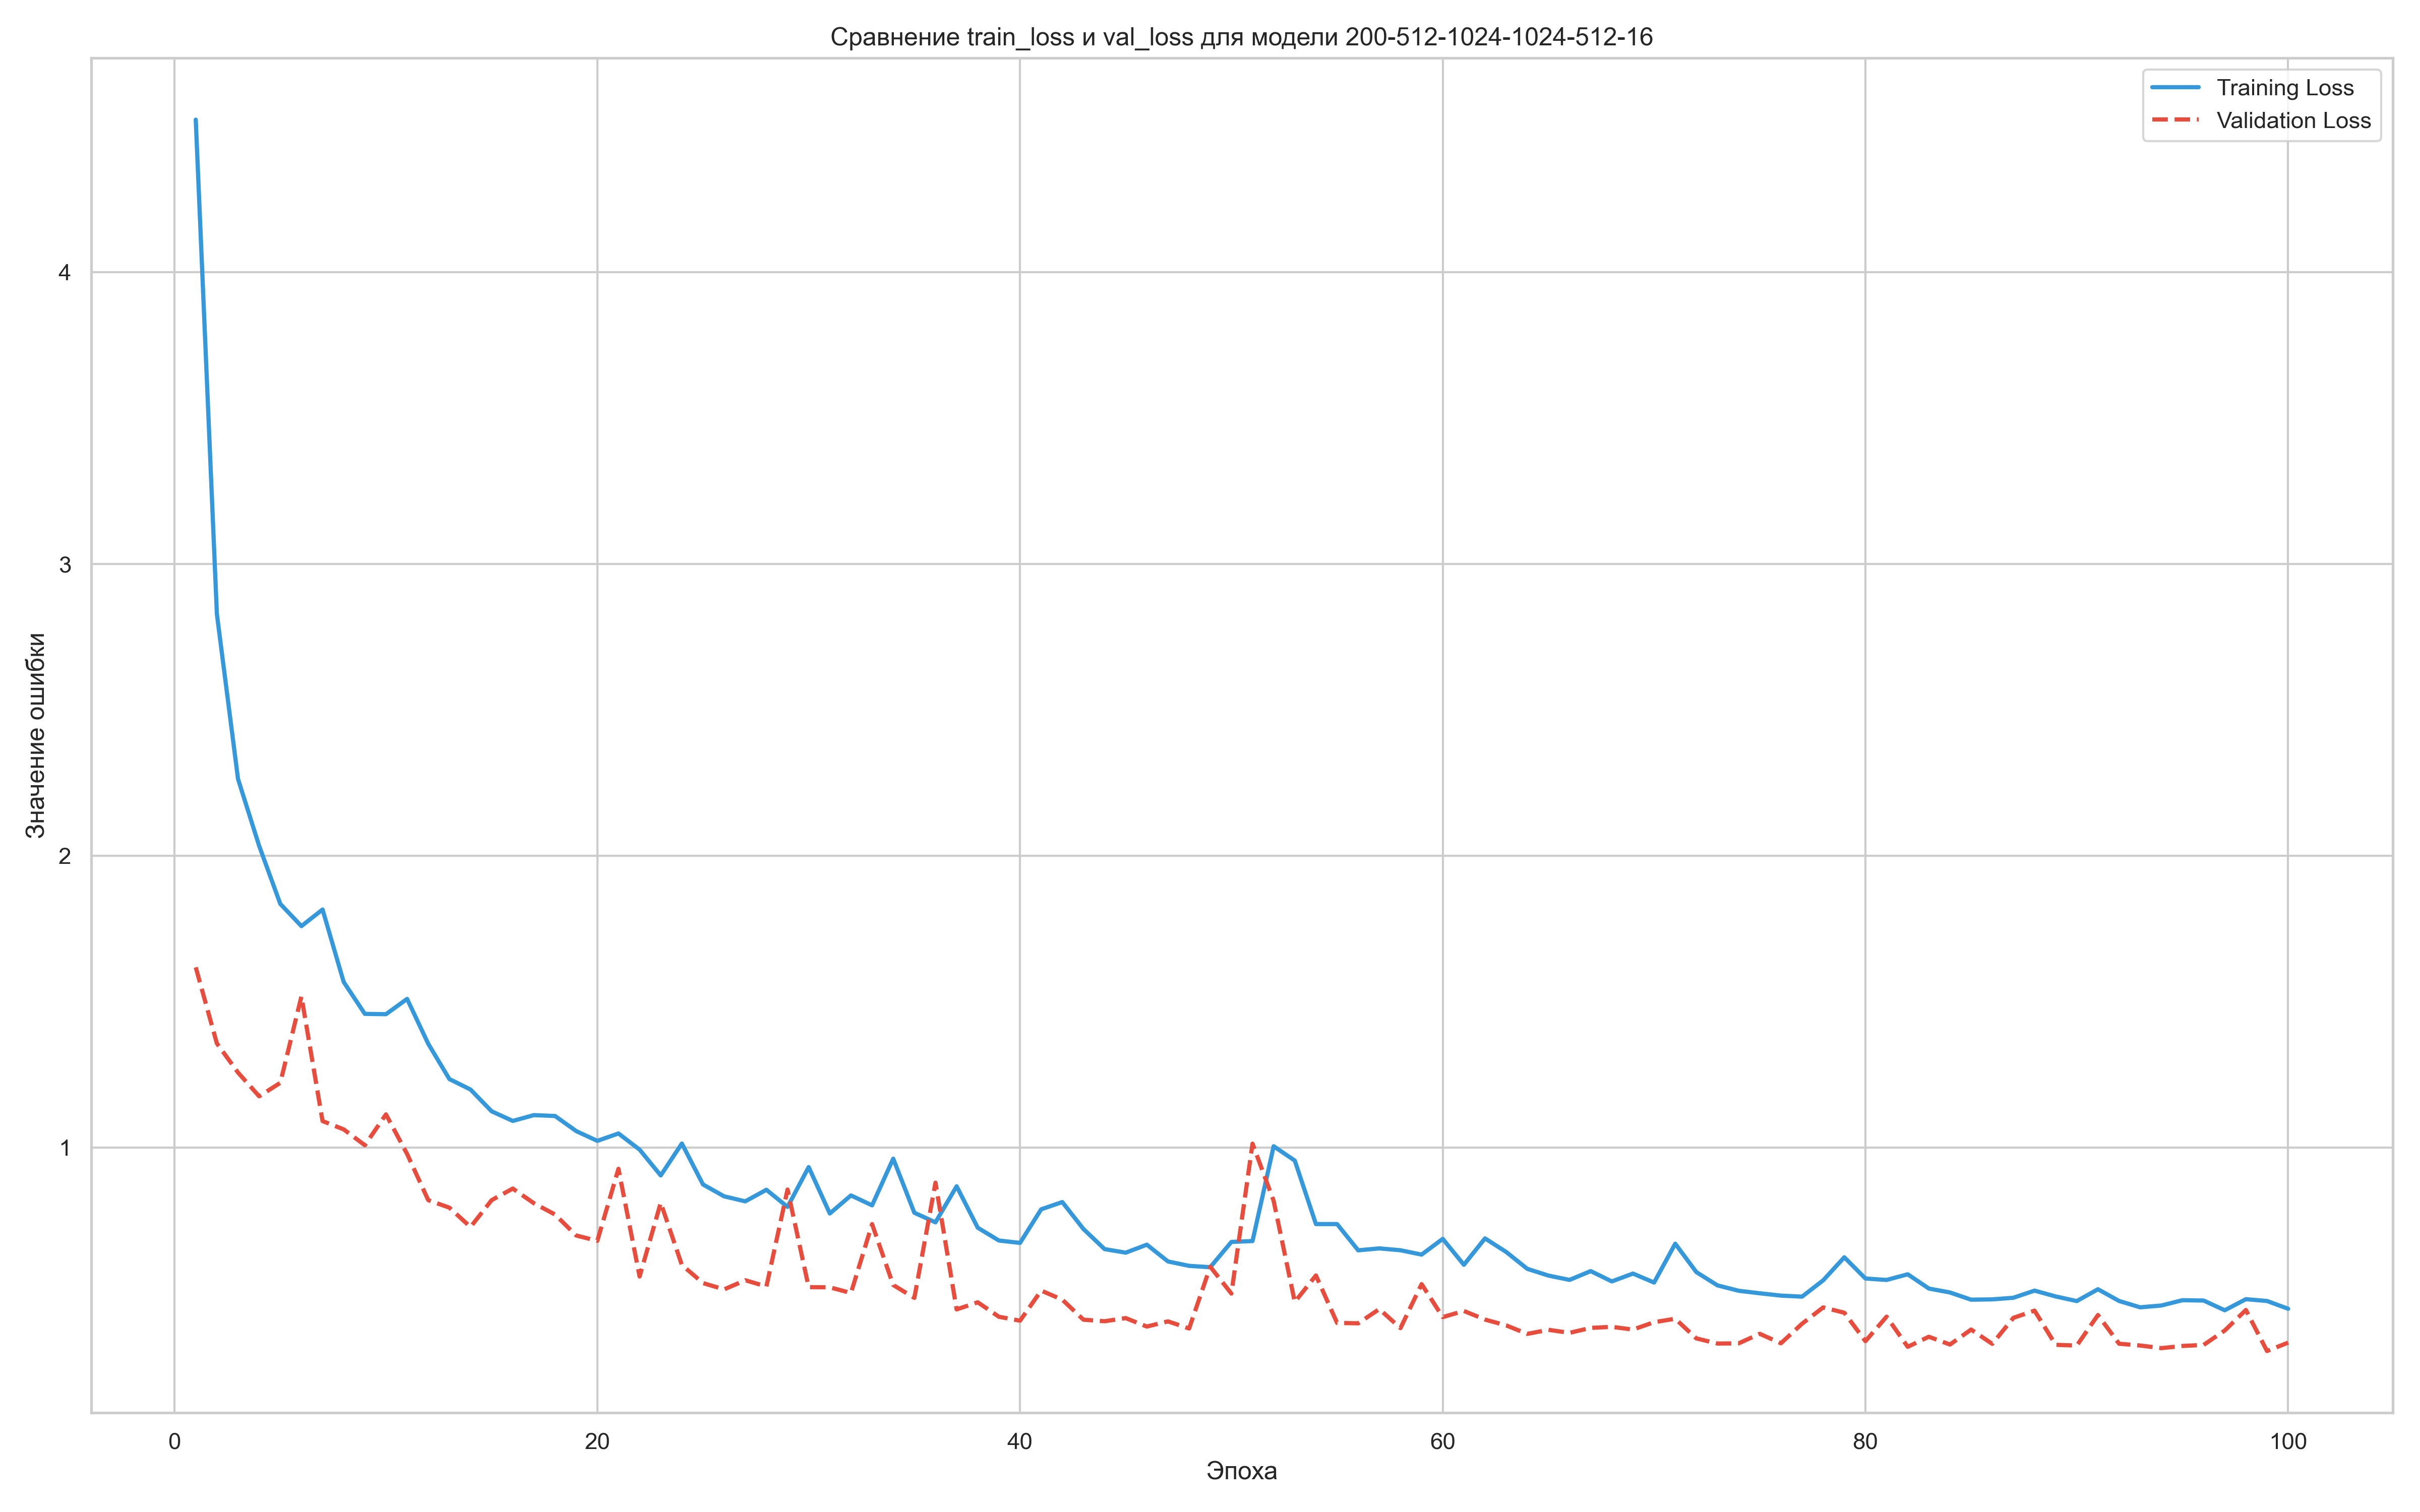 Сравнение train_loss и val_loss для модели 200-512-1024-1024-512-16
Training Loss
Validation Loss
4
3
2
1
Значение ошибки
0 20 40 60 80 100
Эпоха